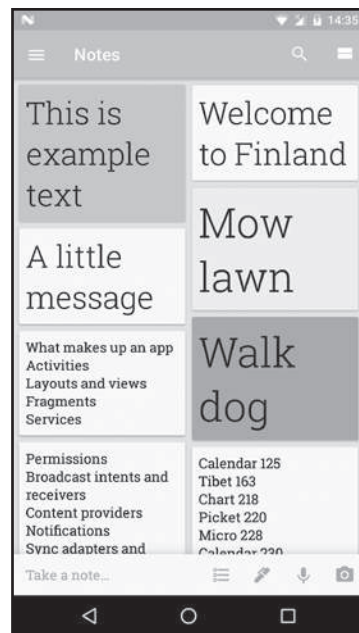 14:35
Notes
This is
example
text
A little
message
What makes up an app
Activities
Layouts and views
Fragments
Services
Permissions
Broadcast intents and
receivers
Content providers
Notifications
Sync adapters and
Welcome
to Finland
Mow
lawn
Walk
dog
Calendar 125
Tibet 163
Chart 218
Picket 220
Micro 228
Calendar 230
Take a note...